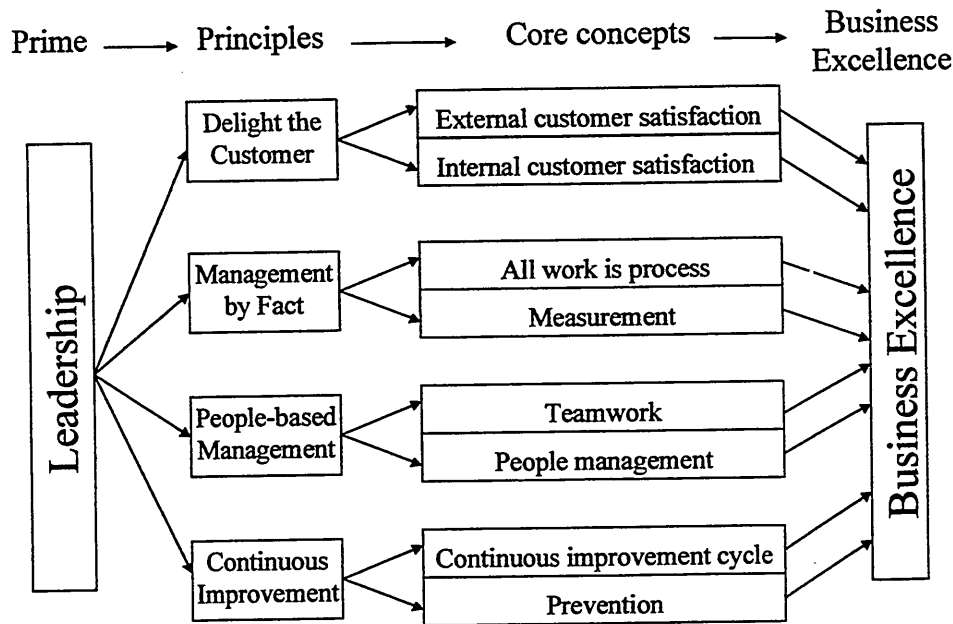 Prime
Principles
Core concepts
Business
Excellence
Leadership
Delight the
Customer
External customer satisfaction
Internal customer satisfaction
Management
by Fact
All work is process
Measurement
People-based
Management
Teamwork
People management
Continuous
Improvement
Continuous improvement cycle
Prevention
Business Excellence